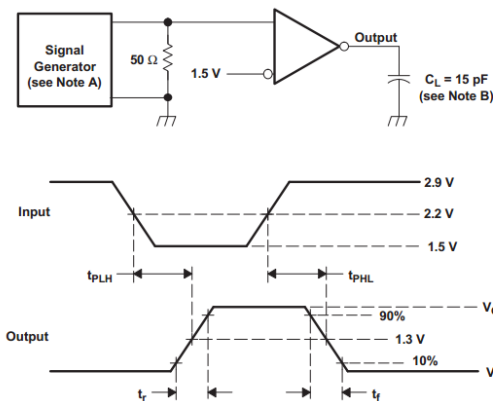 Signal
Generator
(see Note A)
50 Ω
1.5 V
Output
CL = 15 pF
(see Note B)
Input
2.9 V
2.2 V
1.5 V
tPLH
tPHL
Output
90%
1.3 V
10%
tr
tf